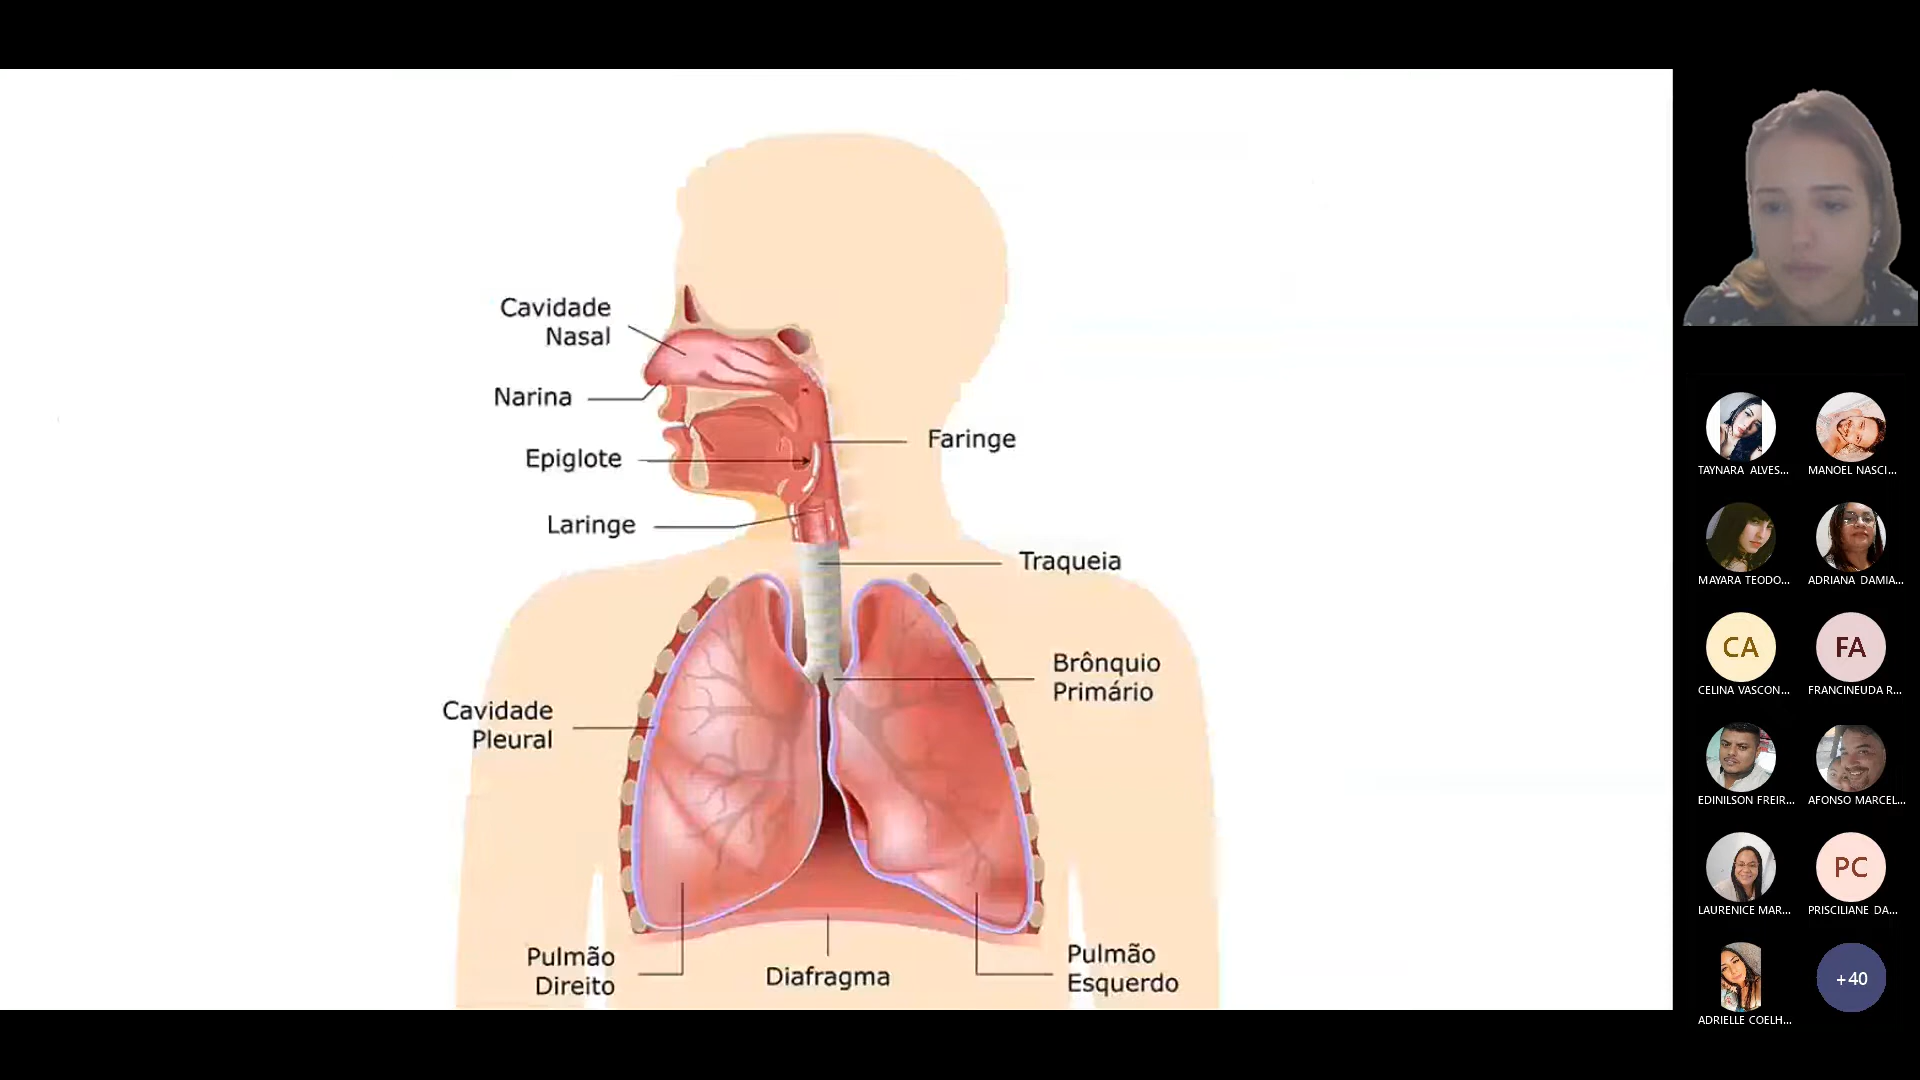 Cavidade
Nasal
Narina
Epiglote
Faringe
Laringe
Traqueia
Brônquio
Primário
Cavidade
Pleural
Pulmão
Direito
Diafragma
Pulmão
Esquerdo
TAYNARA ALVES...
MANOEL NASCI...
MAYARA TEODO...
ADRIANA DAMIA...
CA
FA
CELINA VASCON...
FRANCINEUDA R...
EDINILSON FREIR...
AFONSO MARCEL...
PC
LAURENICE MAR...
PRISCILIANE DA...
+40
ADRIELLE COELH...